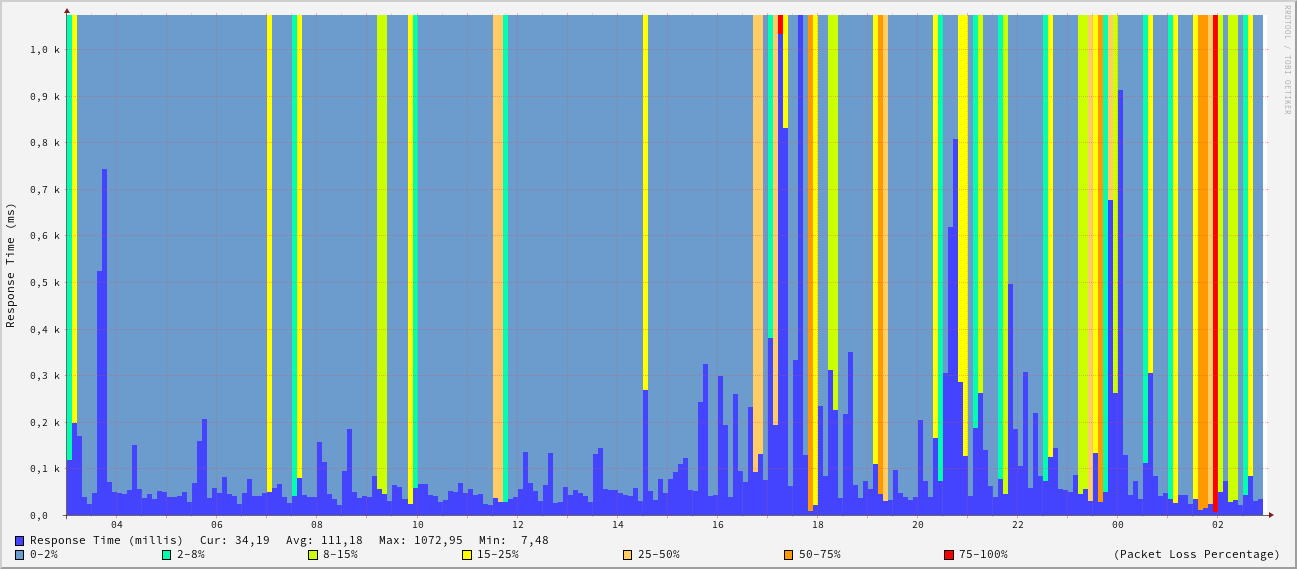 RRDTOOL / TOBI OETIKER
Response Time (ms)
1,0 k
0,9 k
0,8 k
0,7 k
0,6 k
0,5 k
0,4 k
0,3 k
0,2 k
0,1 k
0,0
04 06 08 10 12 14 16 18 20 22 00 02
Response Time (millis) Cur: 34,19 Avg: 111,18 Max: 1072,95 Min: 7,48
0-2% 2-8% 8-15% 15-25% 25-50% 50-75% 75-100% (Packet Loss Percentage)